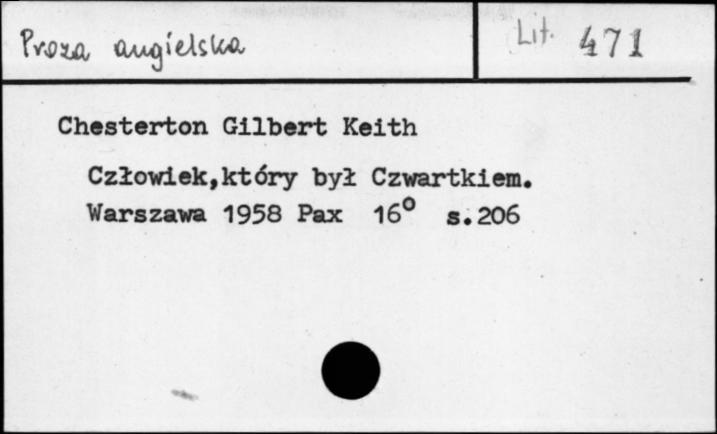 Proza angielska
Lit. 471
Chesterton Gilbert Keith
Człowiek,który był Czwartkiem.
Warszawa 1958 Pax 16° s.206